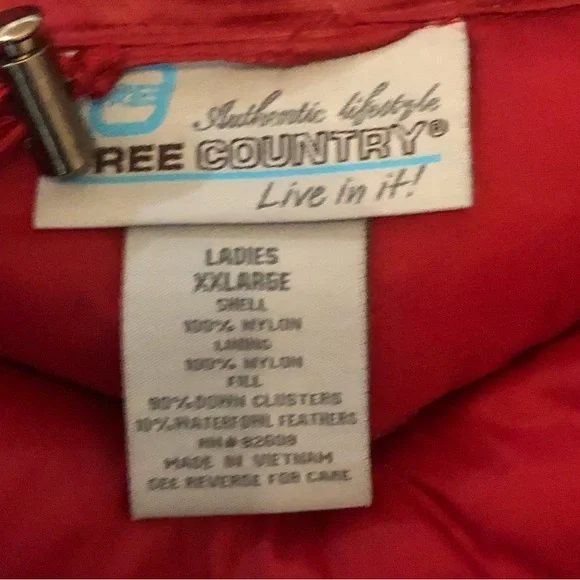 Authentic lifestyle
REE COUNTRY®
Live in it!
LADIES
XXLARGE
SHELL
100% NYLON
LINING
100% NYLON
FILL
90% DOWN CLUSTERS
10% WATERFOWL FEATHERS
MADE IN VIETNAM
SEE REVERSE FOR CARE